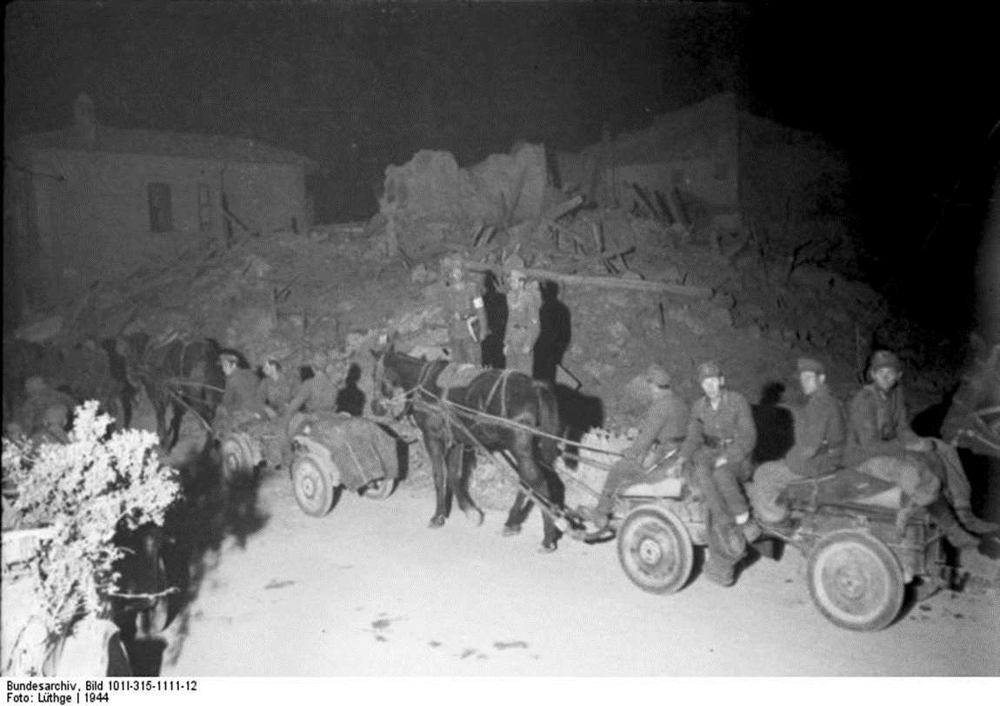 Bundesarchiv, Bild 101I-315-1111-12
Foto: Lüthge | 1944